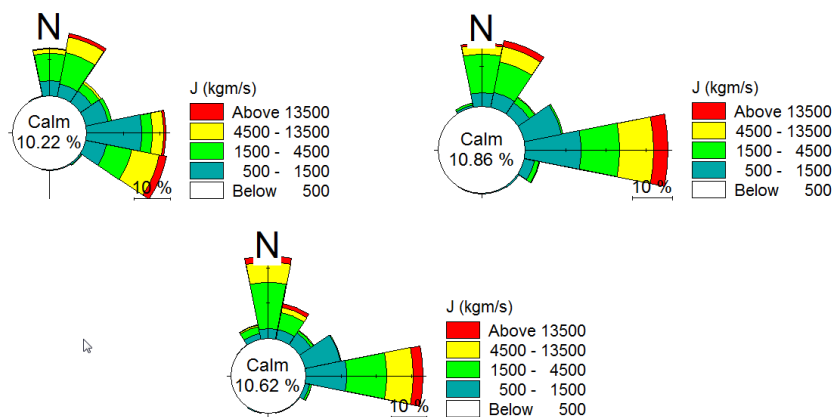 N
Calm
10.22 %
10 %
J (kgm/s)
Above 13500
4500 - 13500
1500 - 4500
500 - 1500
Below 500
N
Calm
10.86 %
10 %
J (kgm/s)
Above 13500
4500 - 13500
1500 - 4500
500 - 1500
Below 500
N
Calm
10.62 %
10 %
J (kgm/s)
Above 13500
4500 - 13500
1500 - 4500
500 - 1500
Below 500